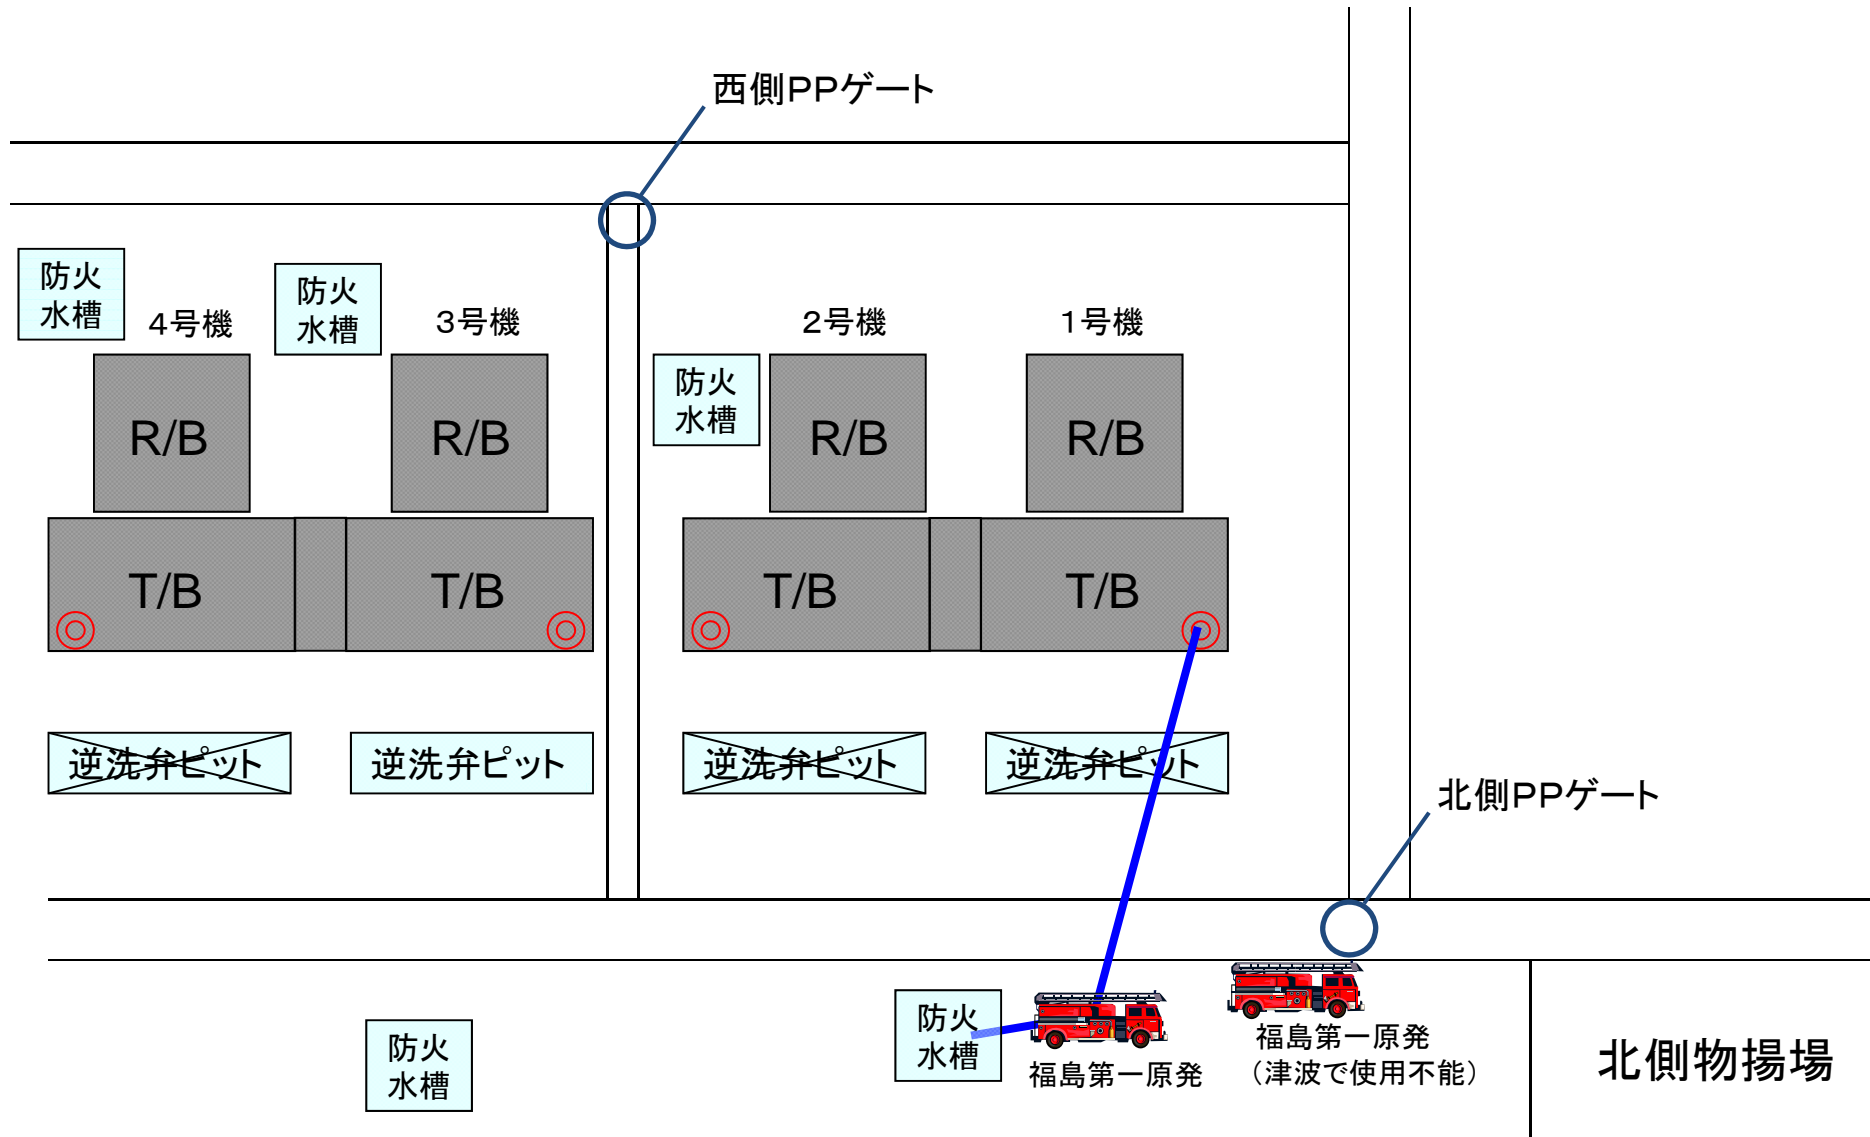 西側PPゲート
防火
水槽
4号機
防火
水槽
3号機
2号機
1号機
防火
水槽
R/B
R/B
R/B
R/B
T/B
T/B
T/B
T/B
逆洗弁ピット
逆洗弁ピット
逆洗弁ピット
逆洗弁ピット
北側PPゲート
防火
水槽
防火
水槽
福島第一原発
福島第一原発
（津波で使用不能）
北側物揚場